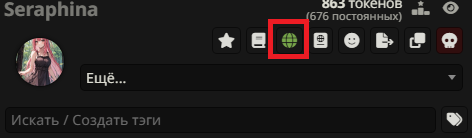 Seraphina
863 токенов
(676 постоянных)
Ещё...
Искать / Создать тэги